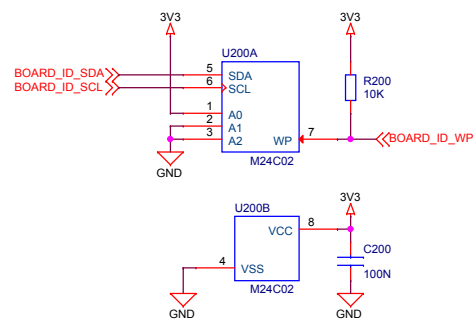 3V3
U200A
3V3
BOARD_ID_SDA
5
SDA
BOARD_ID_SCL
6
SCL
R200
10K
1
A0
2
A1
3
A2
WP
7
BOARD_ID_WP
GND
M24C02
3V3
U200B
VCC
8
C200
100N
4
VSS
M24C02
GND
GND